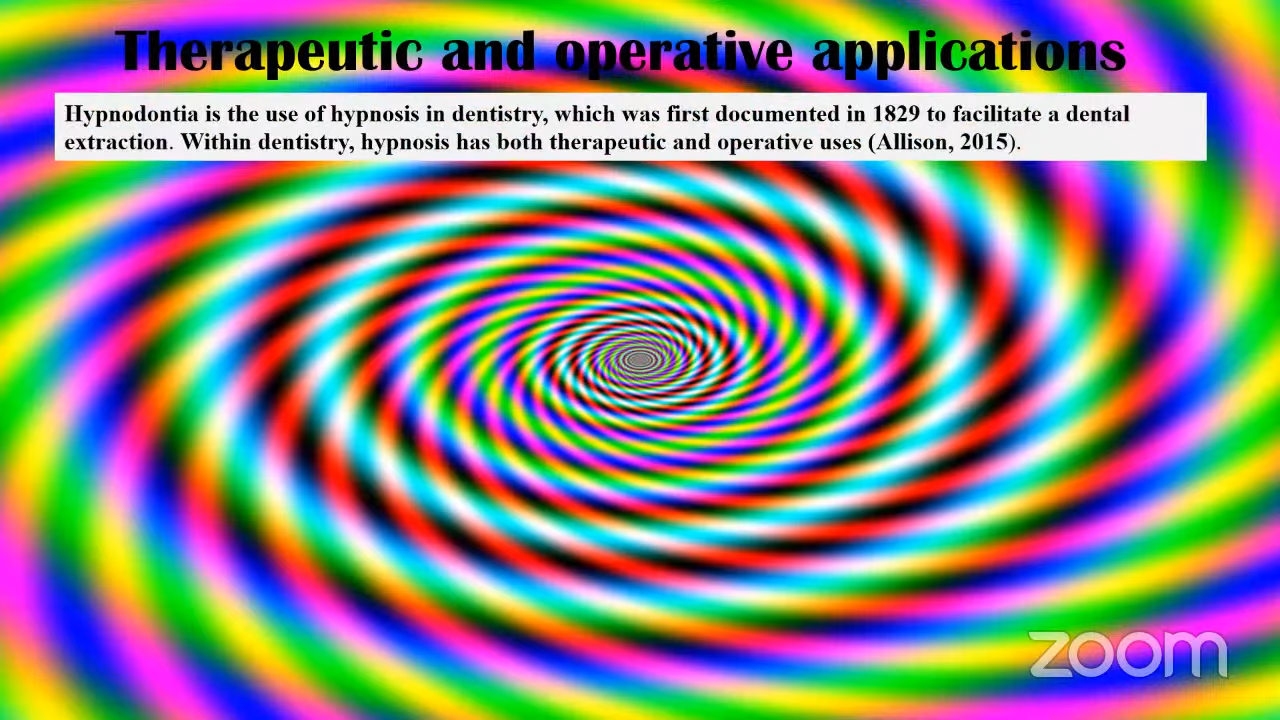 Therapeutic and operative applications
Hypnodontia is the use of hypnosis in dentistry, which was first documented in 1829 to facilitate a dental
extraction. Within dentistry, hypnosis has both therapeutic and operative uses (Allison, 2015).
zoom